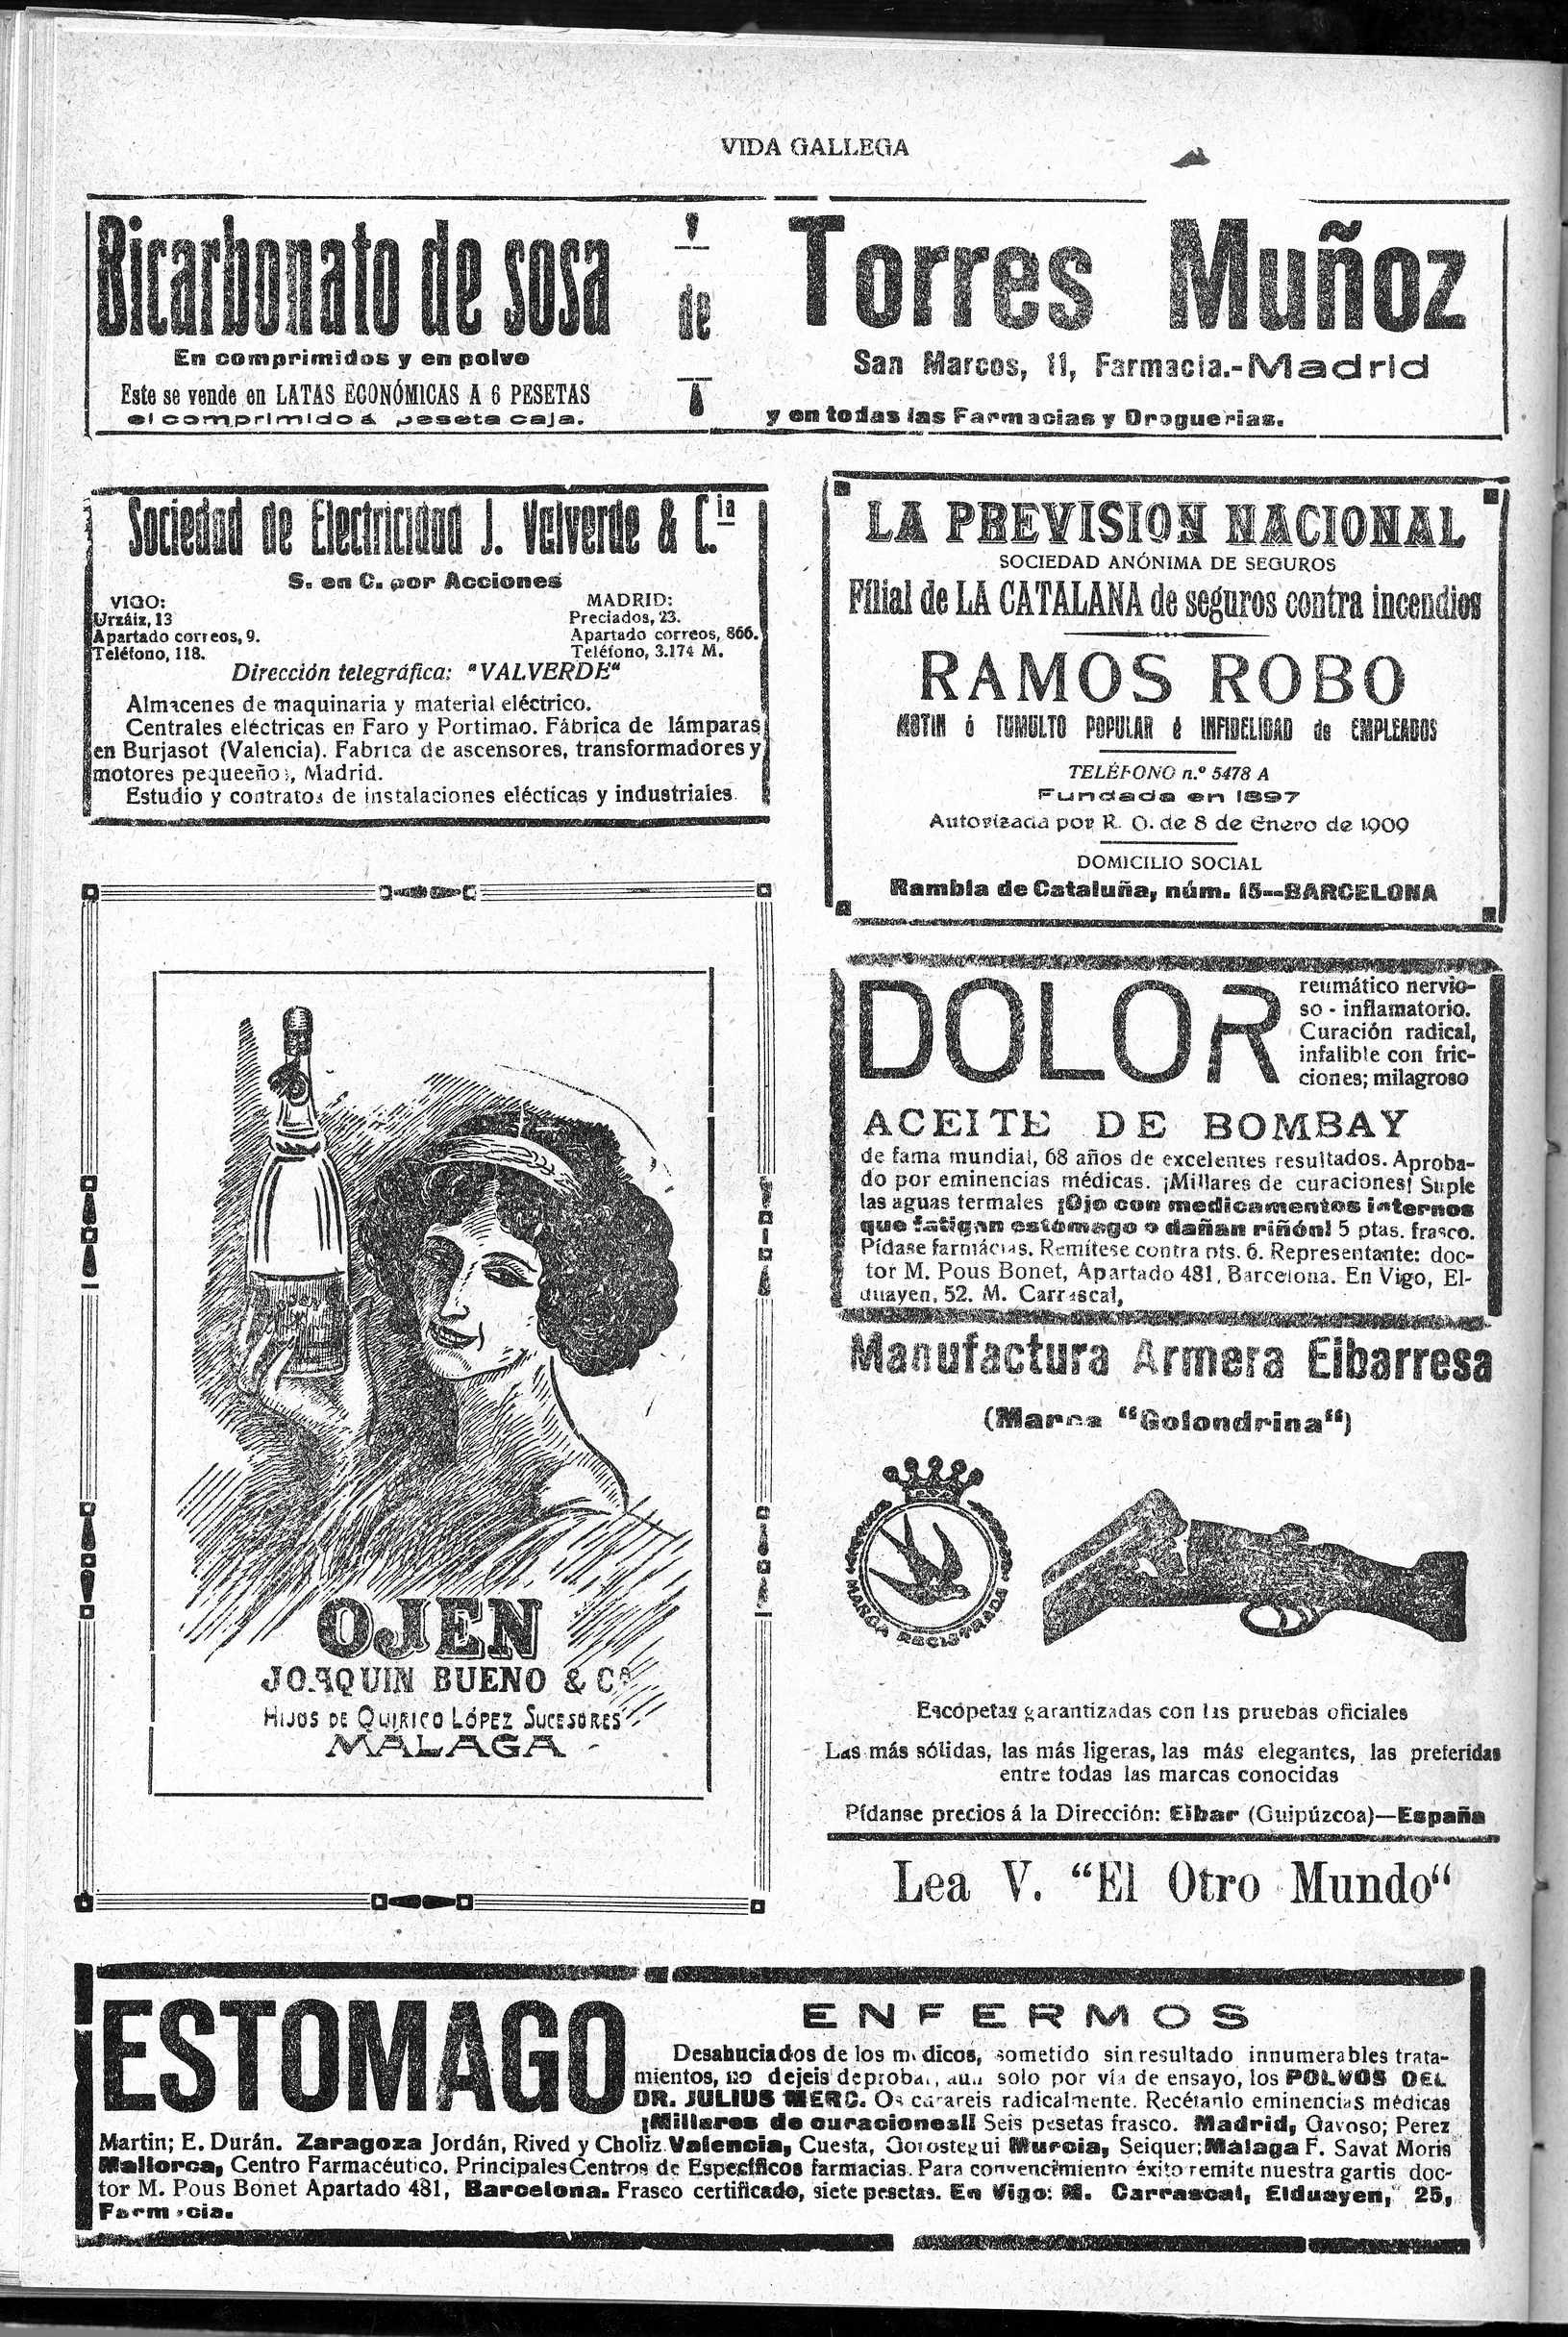 VIDA GALLEGA
Bicarbonato de sosa
En comprimidos y en polvo
Este se vende en LATAS ECONÓMICAS A 6 PESETAS
el comprimido á peseta caja.
de
Torres Muñoz
San Marcos, 11, Farmacia.-Madrid
y en todas las Farmacias y Droguerias.
Sociedad de Electricidad J. Valverde & C.ia
S. en C. por Acciones
VIGO:
Urzáiz, 13
Apartado correos, 9.
Teléfono, 118.
MADRID:
Preciados, 23.
Apartado correos, 866.
Teléfono, 3.174 M.
Dirección telegráfica: "VALVERDE"
Almacenes de maquinaria y material eléctrico.
Centrales eléctricas en Faro y Portimao. Fábrica de lámparas
en Burjasot (Valencia). Fabrica de ascensores, transformadores y
motores pequeeños, Madrid.
Estudio y contratos de instalaciones elécticas y industriales.
OJEN
JOAQUIN BUENO & Cª
HIJOS DE QUIRICO LÓPEZ SUCESORES
MÁLAGA
LA PREVISION NACIONAL
SOCIEDAD ANÓNIMA DE SEGUROS
Filial de LA CATALANA de seguros contra incendios
RAMOS ROBO
MOTIN ó TUMULTO POPULAR é INFIDELIDAD de EMPLEADOS
TELÉFONO n.º 5478 A
Fundada en 1897
Autorizada por R. O. de 8 de Enero de 1909
DOMICILIO SOCIAL
Rambla de Cataluña, núm. 15--BARCELONA
DOLOR
reumático nervio-
so - inflamatorio.
Curación radical,
infalible con fric-
ciones; milagroso
ACEITE DE BOMBAY
de fama mundial, 68 años de excelentes resultados. Aproba-
do por eminencias médicas. ¡Millares de curaciones! Suple
las aguas termales ¡Ojo con medicamentos internos
que fatigan estómago o dañan riñón! 5 ptas. frasco.
Pídase farmácias. Remítese contra pts. 6. Representante: doc-
tor M. Pous Bonet, Apartado 481, Barcelona. En Vigo, El-
duayen, 52. M. Carrascal,
Manufactura Armera Eibarresa
(Marca "Golondrina")
MARCA REGISTRADA
Escopetas garantizadas con las pruebas oficiales
Las más sólidas, las más ligeras, las más elegantes, las preferidas
entre todas las marcas conocidas
Pídanse precios á la Dirección: Eibar (Guipúzcoa)—España
Lea V. "El Otro Mundo"
ESTOMAGO
ENFERMOS
Desahuciados de los médicos, sometido sin resultado innumerables trata-
mientos, no dejeis deprobar, aun solo por vía de ensayo, los POLVOS DEL
DR. JULIUS MERC. Os curareis radicalmente. Recétanlo eminencias médicas
¡Millares de curaciones!! Seis pesetas frasco. Madrid, Gavoso; Perez
Martin; E. Durán. Zaragoza Jordán, Rived y Choliz. Valencia, Cuesta, Gorostegui Murcia, Seiquer; Málaga F. Savat Moris
Mallorca, Centro Farmacéutico. Principales Centros de Específicos farmacias. Para convencimiento éxito remite nuestra gartis doc-
tor M. Pous Bonet Apartado 481, Barcelona. Frasco certificado, siete pesetas. En Vigo: M. Carrascal, Elduayen, 25,
Farmacia.